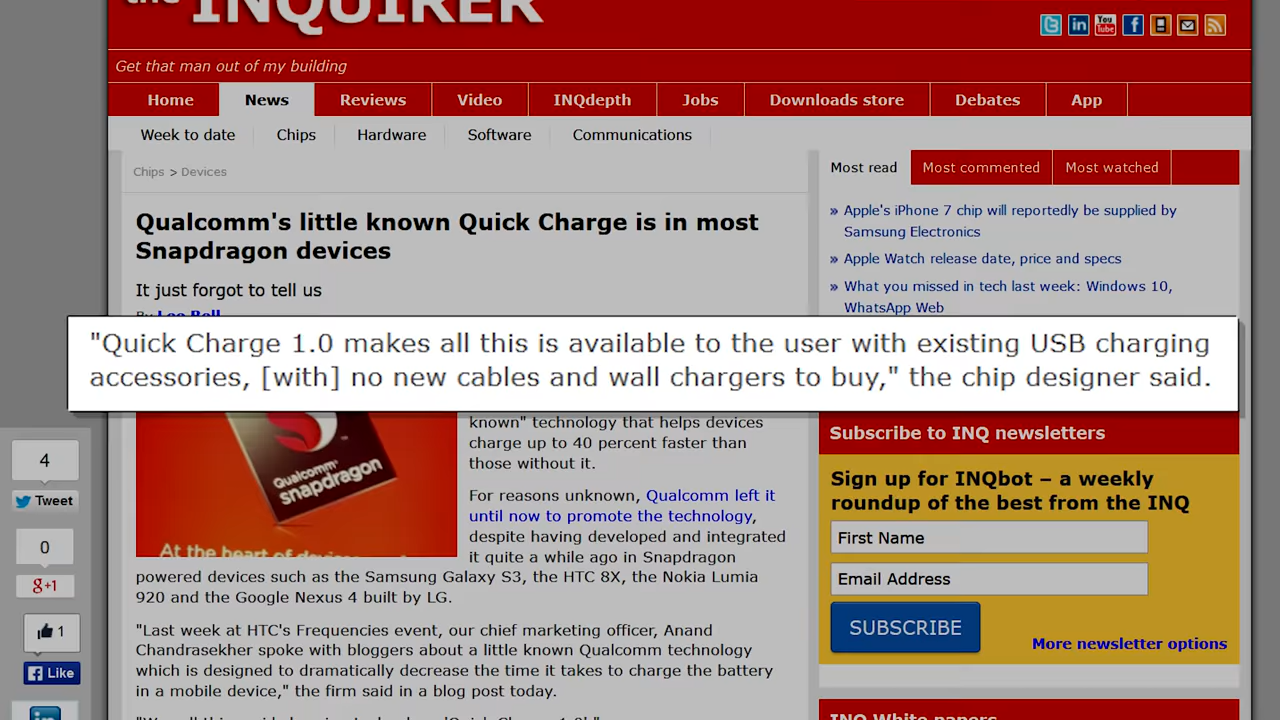 the INQUIRER
Get that man out of my building
Home News Reviews Video INQdepth Jobs Downloads store Debates App
Week to date Chips Hardware Software Communications
Chips > Devices
Qualcomm's little known Quick Charge is in most
Snapdragon devices
It just forgot to tell us
By Lee Bell
"Quick Charge 1.0 makes all this is available to the user with existing USB charging
accessories, [with] no new cables and wall chargers to buy," the chip designer said.
Qualcomm
snapdragon
known" technology that helps devices
charge up to 40 percent faster than
those without it.
For reasons unknown, Qualcomm left it
until now to promote the technology,
despite having developed and integrated
it quite a while ago in Snapdragon
powered devices such as the Samsung Galaxy S3, the HTC 8X, the Nokia Lumia
920 and the Google Nexus 4 built by LG.
"Last week at HTC's Frequencies event, our chief marketing officer, Anand
Chandrasekher spoke with bloggers about a little known Qualcomm technology
which is designed to dramatically decrease the time it takes to charge the battery
in a mobile device," the firm said in a blog post today.
Most read Most commented Most watched
» Apple's iPhone 7 chip will reportedly be supplied by
Samsung Electronics
» Apple Watch release date, price and specs
» What you missed in tech last week: Windows 10,
WhatsApp Web
Subscribe to INQ newsletters
Sign up for INQbot – a weekly
roundup of the best from the INQ
First Name
Email Address
SUBSCRIBE
More newsletter options
INQ White papers
4
Tweet
0
g+1
1
Like
You
Tube